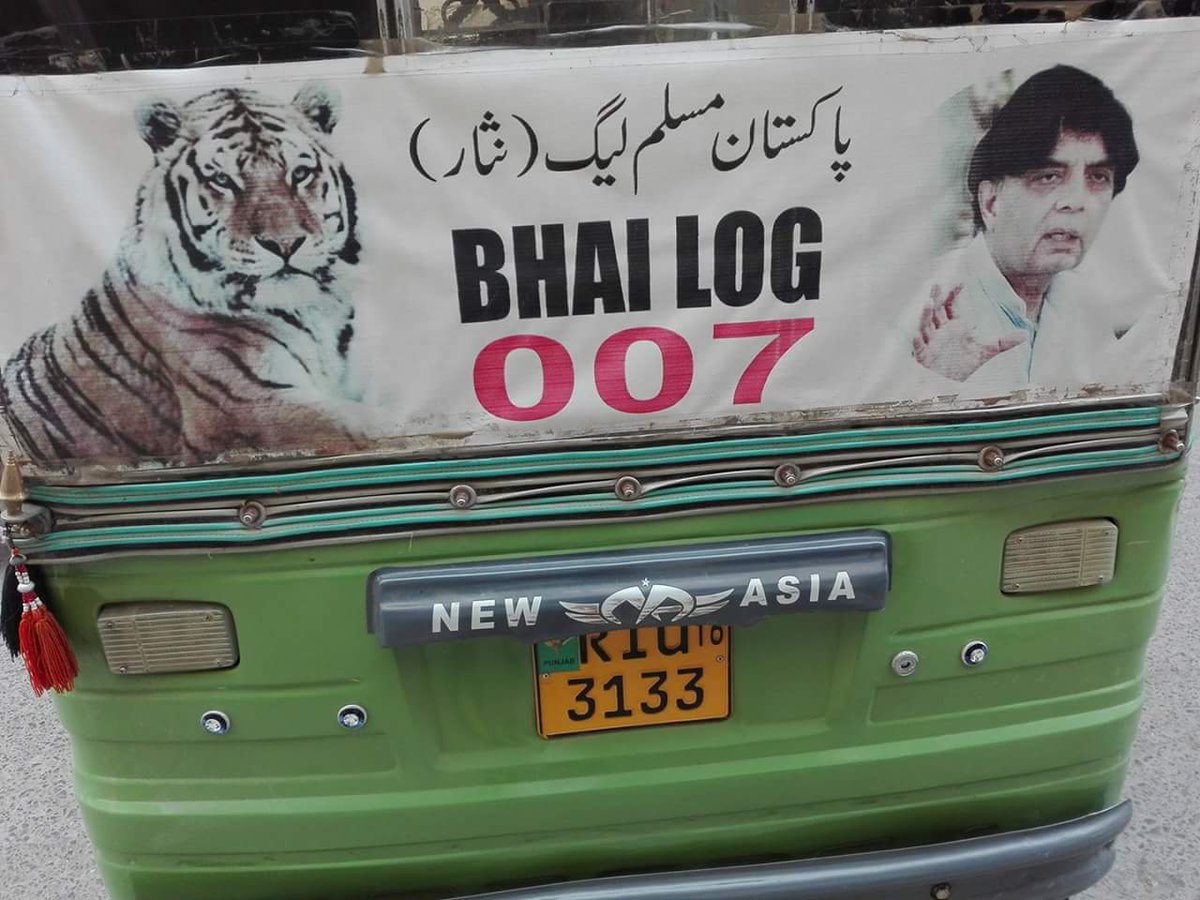 پاکستان مسلم لیگ (نثار)
BHAI LOG
007
NEW ASIA
PUNJAB
RIU 16
3133